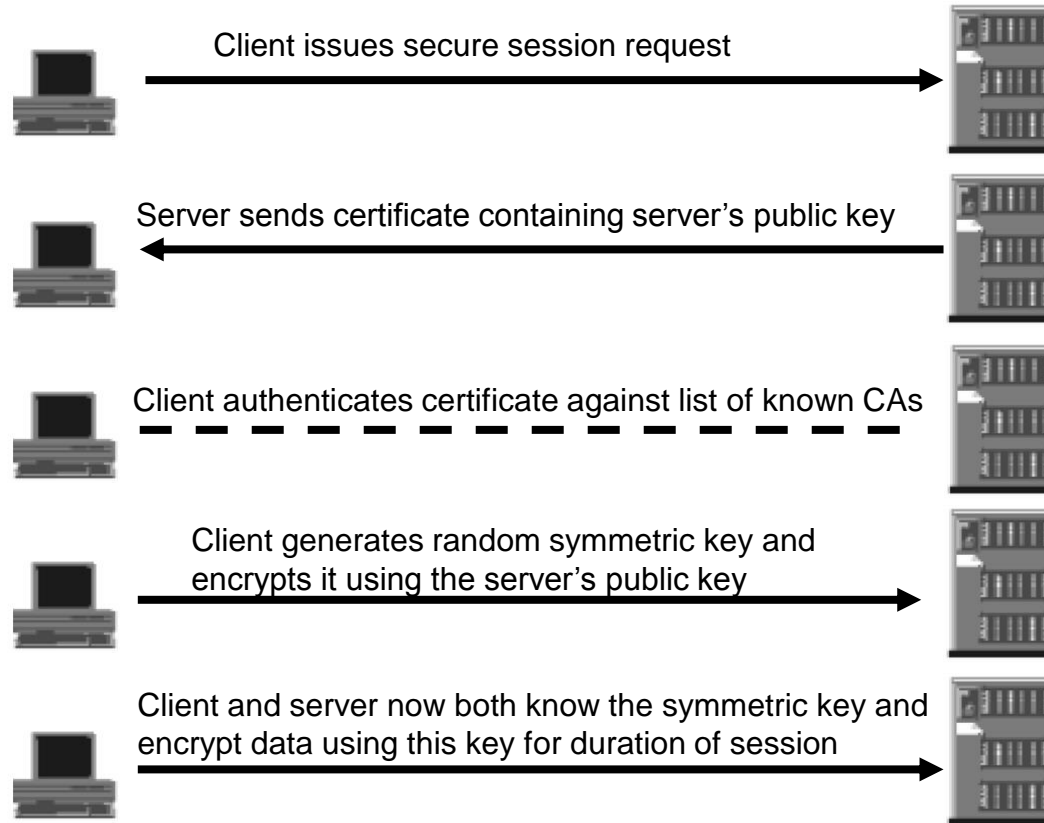 Client issues secure session request
Server sends certificate containing server’s public key
Client authenticates certificate against list of known CAs
Client generates random symmetric key and
encrypts it using the server’s public key
Client and server now both know the symmetric key and
encrypt data using this key for duration of session